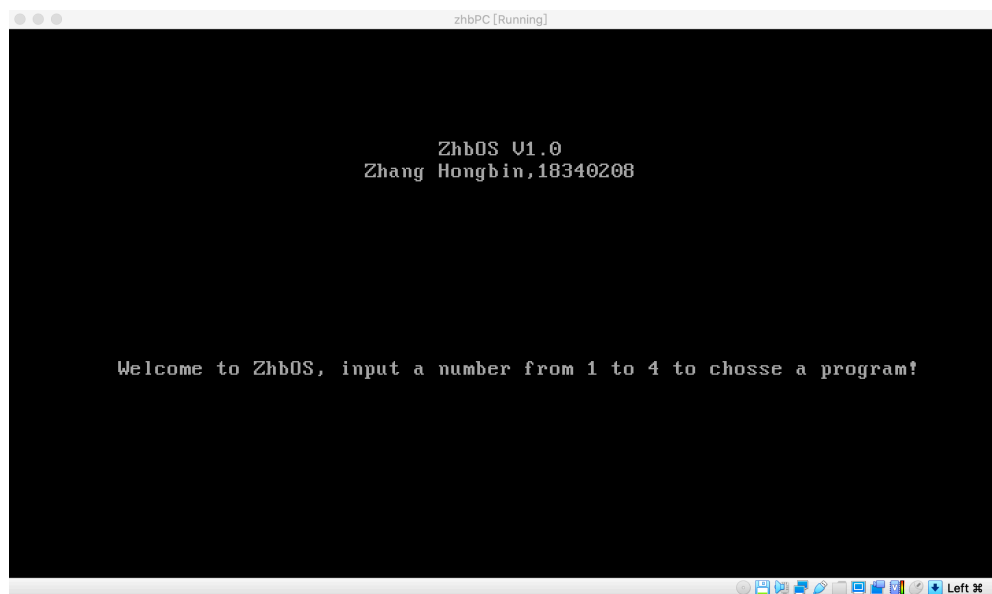 zhbPC [Running]
ZhbOS V1.0
Zhang Hongbin,18340208
Welcome to ZhbOS, input a number from 1 to 4 to chosse a program!
Left ⌘